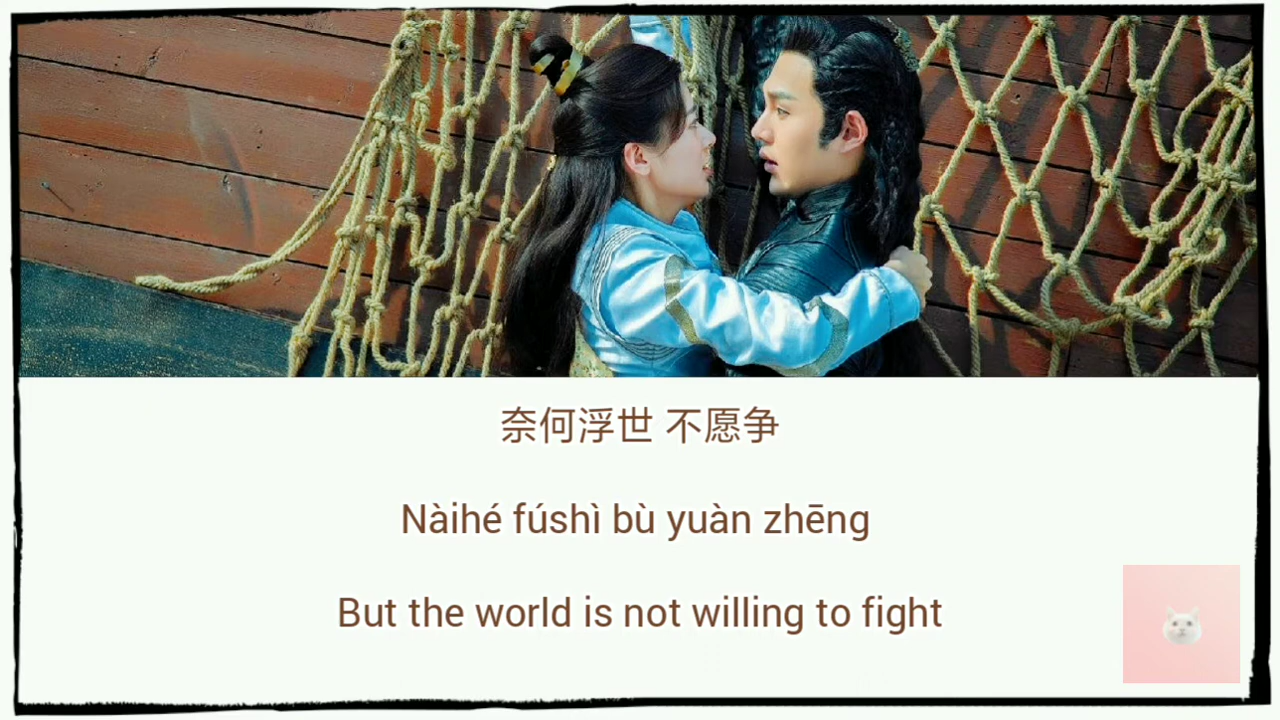 奈何浮世 不愿争
Nàihé fúshì bù yuàn zhēng
But the world is not willing to fight